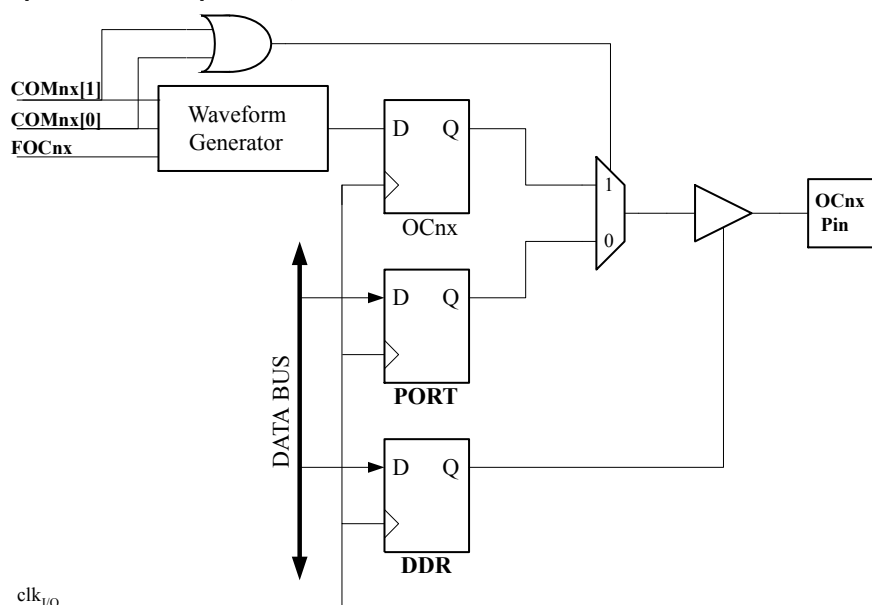 COMnx[1]
COMnx[0]
FOCnx
Waveform
Generator
D Q
OCnx
1
0
OCnx
Pin
D Q
PORT
DATA BUS
D Q
DDR
clkI/O